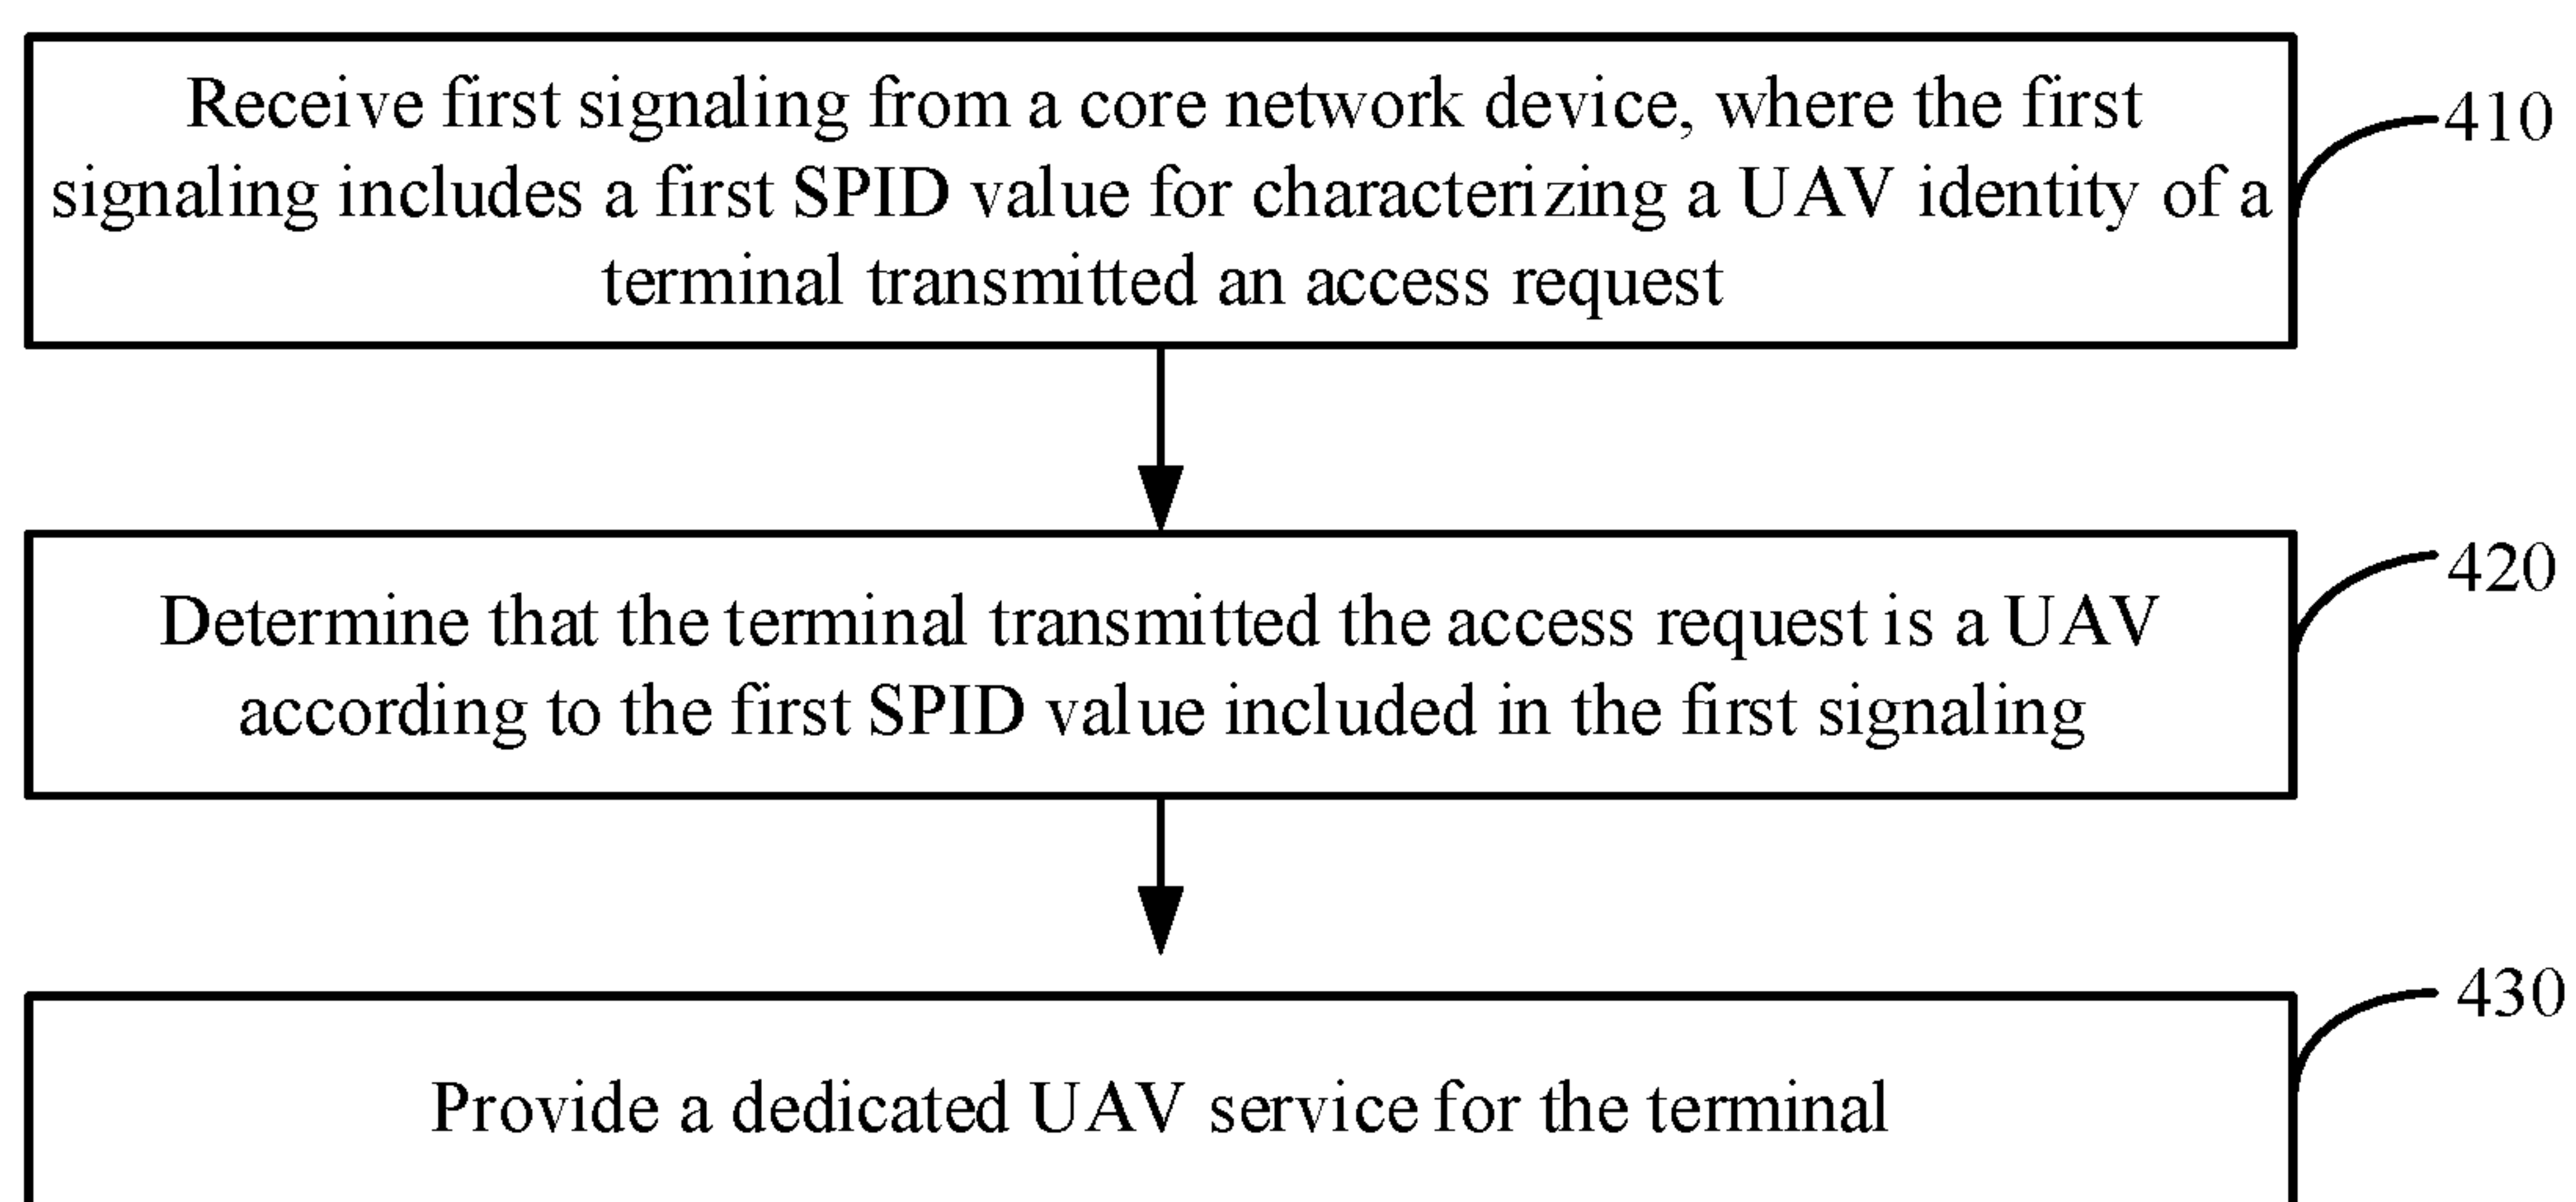 Receive first signaling from a core network device, where the first
signaling includes a first SPID value for characterizing a UAV identity of a
terminal transmitted an access request
410
Determine that the terminal transmitted the access request is a UAV
according to the first SPID value included in the first signaling
420
Provide a dedicated UAV service for the terminal
430